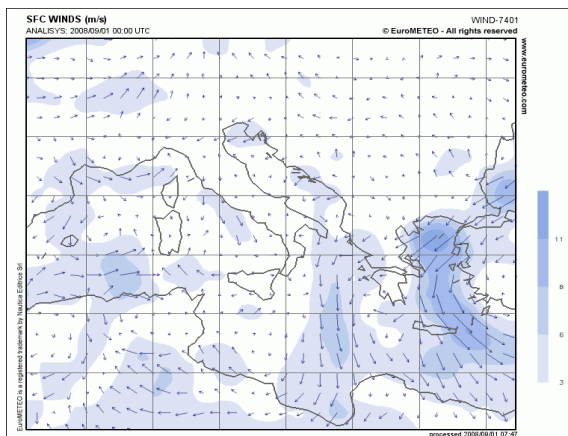 SFC WINDS (m/s)
WIND-7401
ANALISYS: 2008/09/01 00:00 UTC
© EuroMETEO - All rights reserved
www.eurometeo.com
EuroMETEO is a registered trademark by Nautica Editrice Srl
11
8
6
3
processed 2008/09/01 07:47